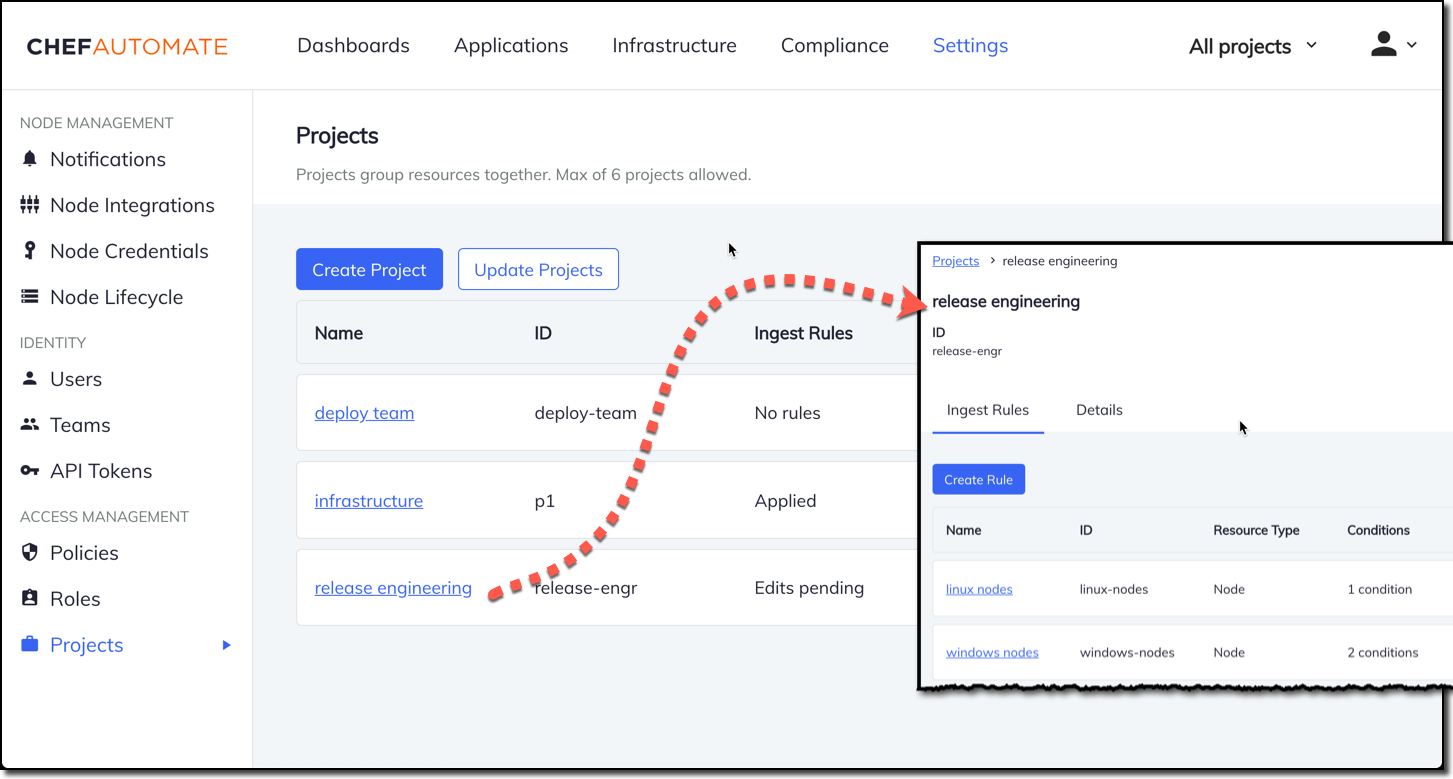 CHEFAUTOMATE Dashboards Applications Infrastructure Compliance Settings All projects
NODE MANAGEMENT
Notifications
Node Integrations
Node Credentials
Node Lifecycle
IDENTITY
Users
Teams
API Tokens
ACCESS MANAGEMENT
Policies
Roles
Projects
Projects
Projects group resources together. Max of 6 projects allowed.
Create Project Update Projects
Name ID Ingest Rules
deploy team deploy-team No rules
infrastructure p1 Applied
release engineering release-engr Edits pending
Projects > release engineering
release engineering
ID
release-engr
Ingest Rules Details
Create Rule
Name ID Resource Type Conditions
linux nodes linux-nodes Node 1 condition
windows nodes windows-nodes Node 2 conditions